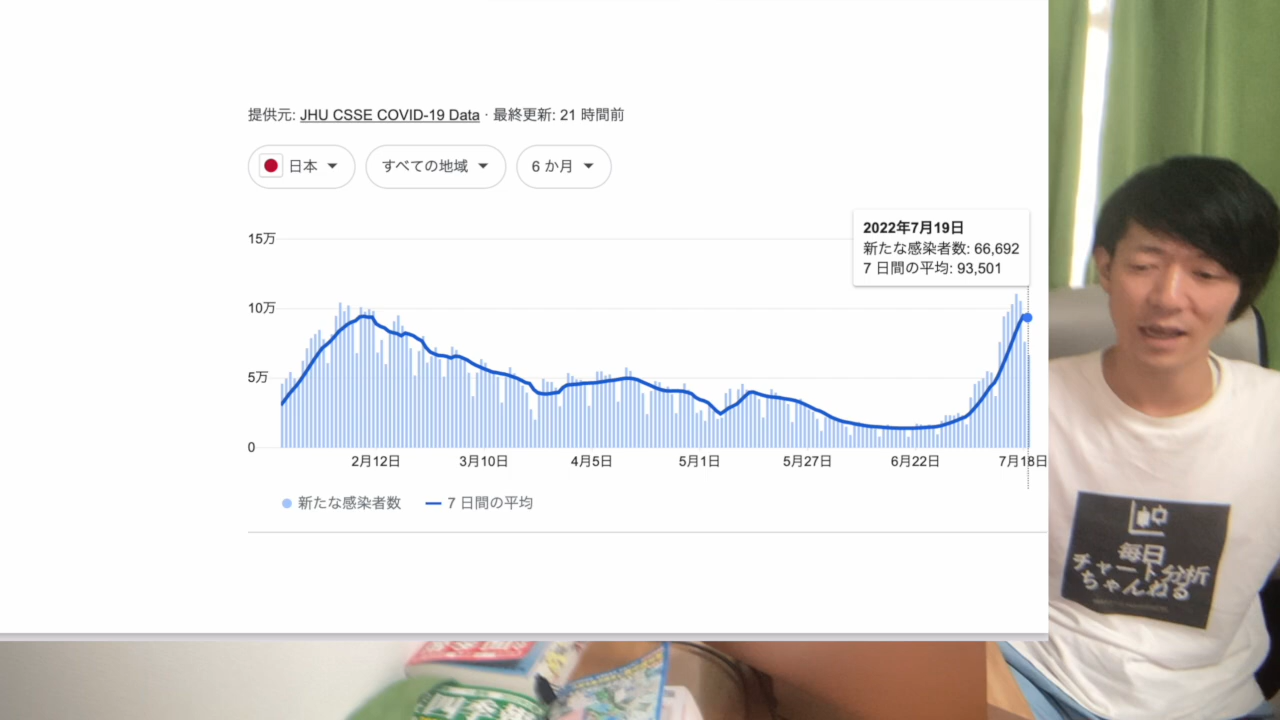 提供元: JHU CSSE COVID-19 Data · 最終更新: 21 時間前
日本
すべての地域
6 か月
2022年7月19日
新たな感染者数: 66,692
7 日間の平均: 93,501
15万
10万
5万
0
2月12日
3月10日
4月5日
5月1日
5月27日
6月22日
7月18日
新たな感染者数
7 日間の平均
毎日
チャート分析
ちゃんねる